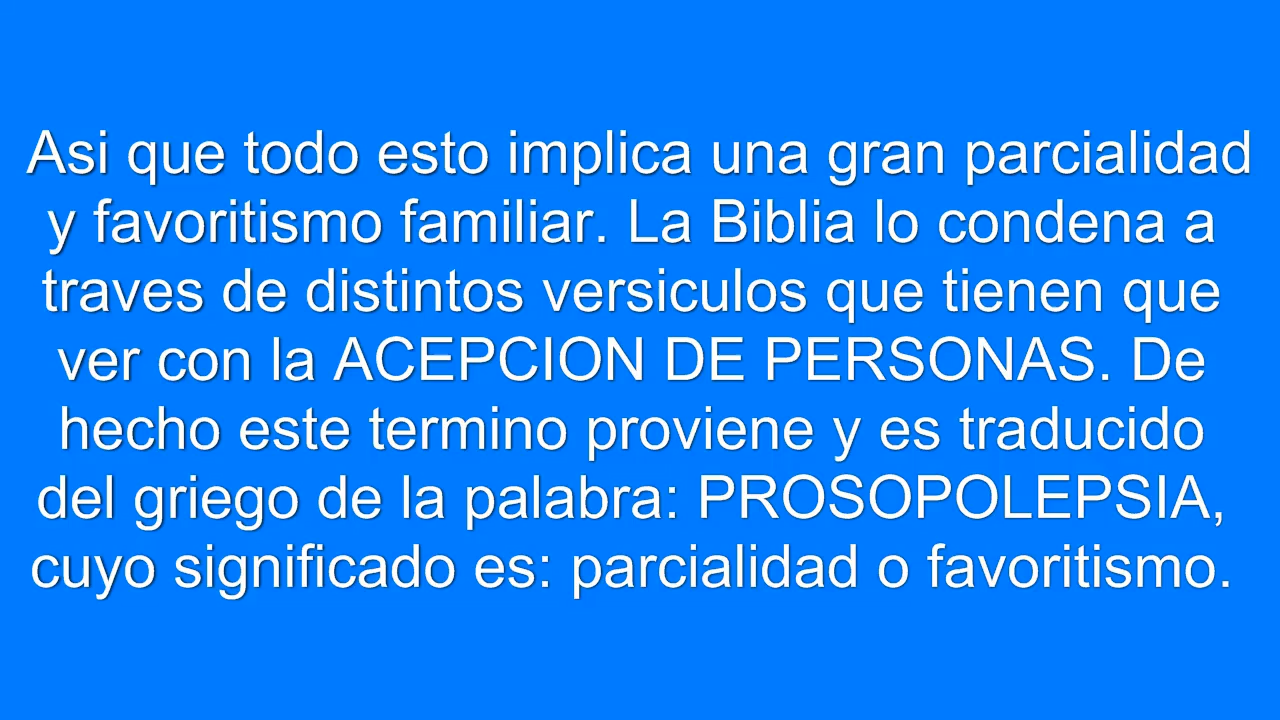 Asi que todo esto implica una gran parcialidad
y favoritismo familiar. La Biblia lo condena a
traves de distintos versiculos que tienen que
ver con la ACEPCION DE PERSONAS. De
hecho este termino proviene y es traducido
del griego de la palabra: PROSOPOLEPSIA,
cuyo significado es: parcialidad o favoritismo.